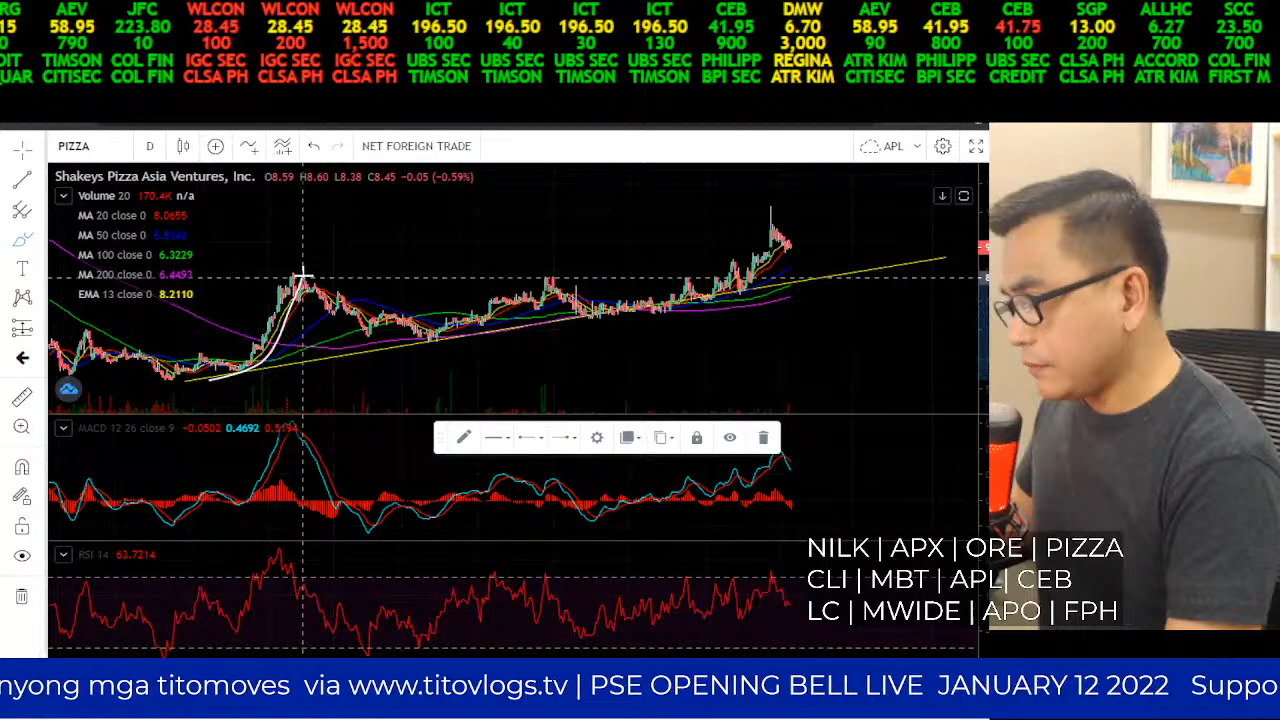 RG AEV JFC WLCON WLCON WLCON ICT ICT ICT ICT CEB DMW AEV CEB CEB SGP ALLHC SCC
15 58.95 223.80 28.45 28.45 28.45 196.50 196.50 196.50 196.50 41.95 6.70 58.95 41.95 41.75 13.00 6.27 23.50
0 790 10 100 200 1,500 100 40 30 130 900 3,000 90 800 100 200 700 700
DIT TIMSON COL FIN IGC SEC IGC SEC IGC SEC UBS SEC UBS SEC UBS SEC UBS SEC PHILIPP REGINA ATR KIM PHILIPP UBS SEC CLSA PH ACCORD COL FIN
UAR CITISEC COL FIN CLSA PH CLSA PH CLSA PH TIMSON TIMSON TIMSON TIMSON BPI SEC ATR KIM CITISEC BPI SEC CREDIT CLSA PH ATR KIM FIRST M
PIZZA D NET FOREIGN TRADE APL
Shakeys Pizza Asia Ventures, Inc. O8.59 H8.60 L8.38 C8.45 −0.05 (−0.59%)
Volume 20 170.4K n/a
MA 20 close 0 8.0655
MA 50 close 0
MA 100 close 0 6.3229
MA 200 close 0 6.4493
EMA 13 close 0 8.2110
MACD 12 26 close 9 −0.0502 0.4692
RSI 14 63.7214
NILK | APX | ORE | PIZZA
CLI | MBT | APL | CEB
LC | MWIDE | APO | FPH
nyong mga titomoves via www.titovlogs.tv | PSE OPENING BELL LIVE JANUARY 12 2022 Suppo